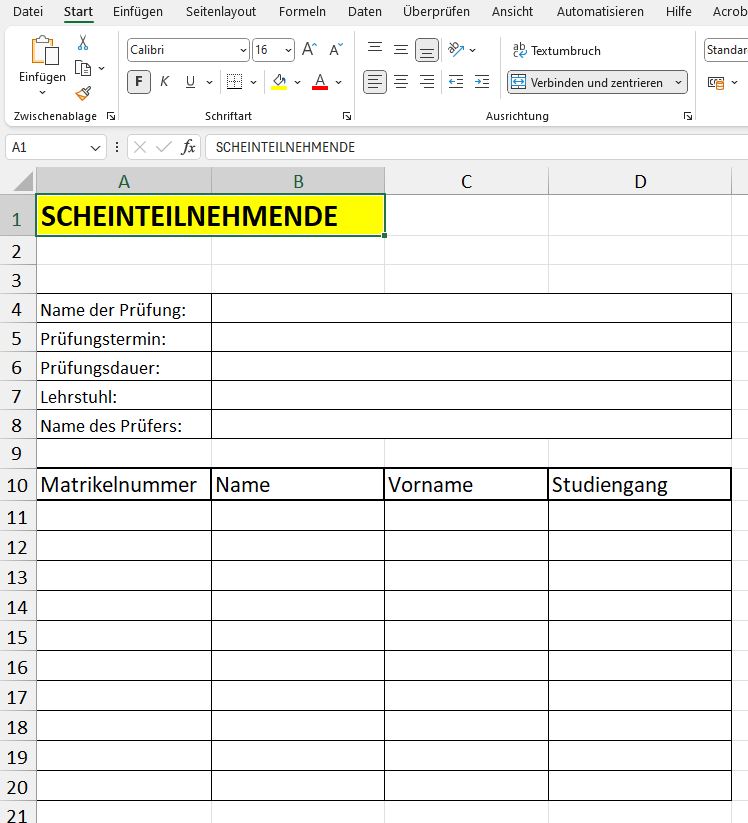 Datei Start Einfügen Seitenlayout Formeln Daten Überprüfen Ansicht Automatisieren Hilfe Acrob
Einfügen
Calibri 16 A A
F K U A
ab Textumbruch
Verbinden und zentrieren
Standar
Zwischenablage Schriftart Ausrichtung
A1 fx SCHEINTEILNEHMENDE
A B C D
1 SCHEINTEILNEHMENDE
2
3
4 Name der Prüfung:
5 Prüfungstermin:
6 Prüfungsdauer:
7 Lehrstuhl:
8 Name des Prüfers:
9
10 Matrikelnummer Name Vorname Studiengang
11
12
13
14
15
16
17
18
19
20
21